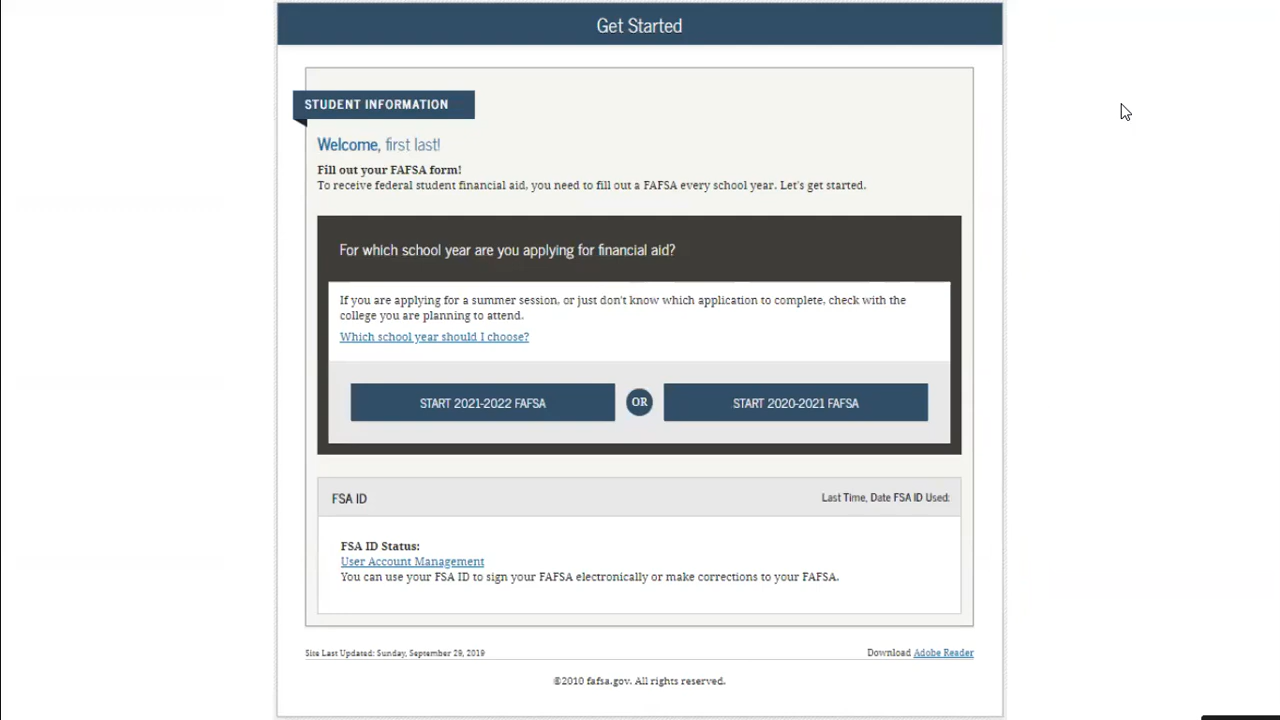 Get Started
STUDENT INFORMATION
Welcome, first last!
Fill out your FAFSA form!
To receive federal student financial aid, you need to fill out a FAFSA every school year. Let's get started.
For which school year are you applying for financial aid?
If you are applying for a summer session, or just don't know which application to complete, check with the
college you are planning to attend.
Which school year should I choose?
START 2021-2022 FAFSA OR START 2020-2021 FAFSA
FSA ID Last Time, Date FSA ID Used:
FSA ID Status:
User Account Management
You can use your FSA ID to sign your FAFSA electronically or make corrections to your FAFSA.
Site Last Updated: Sunday, September 29, 2019 Download Adobe Reader
©2010 fafsa.gov. All rights reserved.